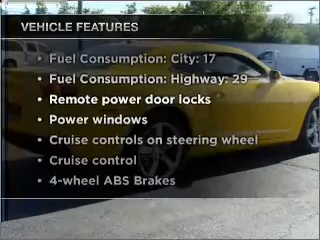 VEHICLE FEATURES
• Fuel Consumption: City: 17
• Fuel Consumption: Highway: 29
• Remote power door locks
• Power windows
• Cruise controls on steering wheel
• Cruise control
• 4-wheel ABS Brakes